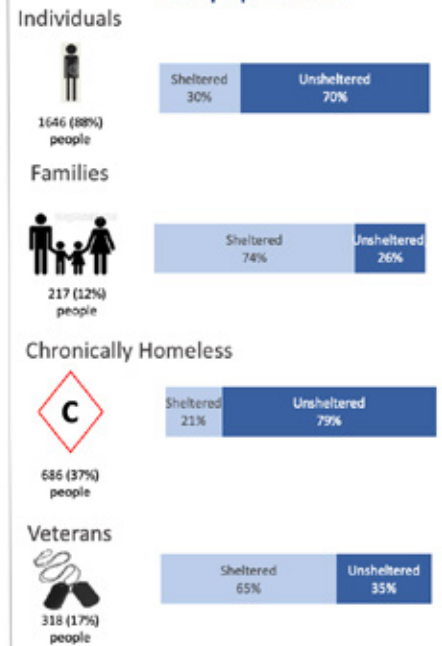 Individuals
Sheltered
30%
Unsheltered
70%
1646 (88%)
people
Families
Sheltered
74%
Unsheltered
26%
217 (12%)
people
Chronically Homeless
C
Sheltered
21%
Unsheltered
79%
686 (37%)
people
Veterans
Sheltered
65%
Unsheltered
35%
318 (17%)
people